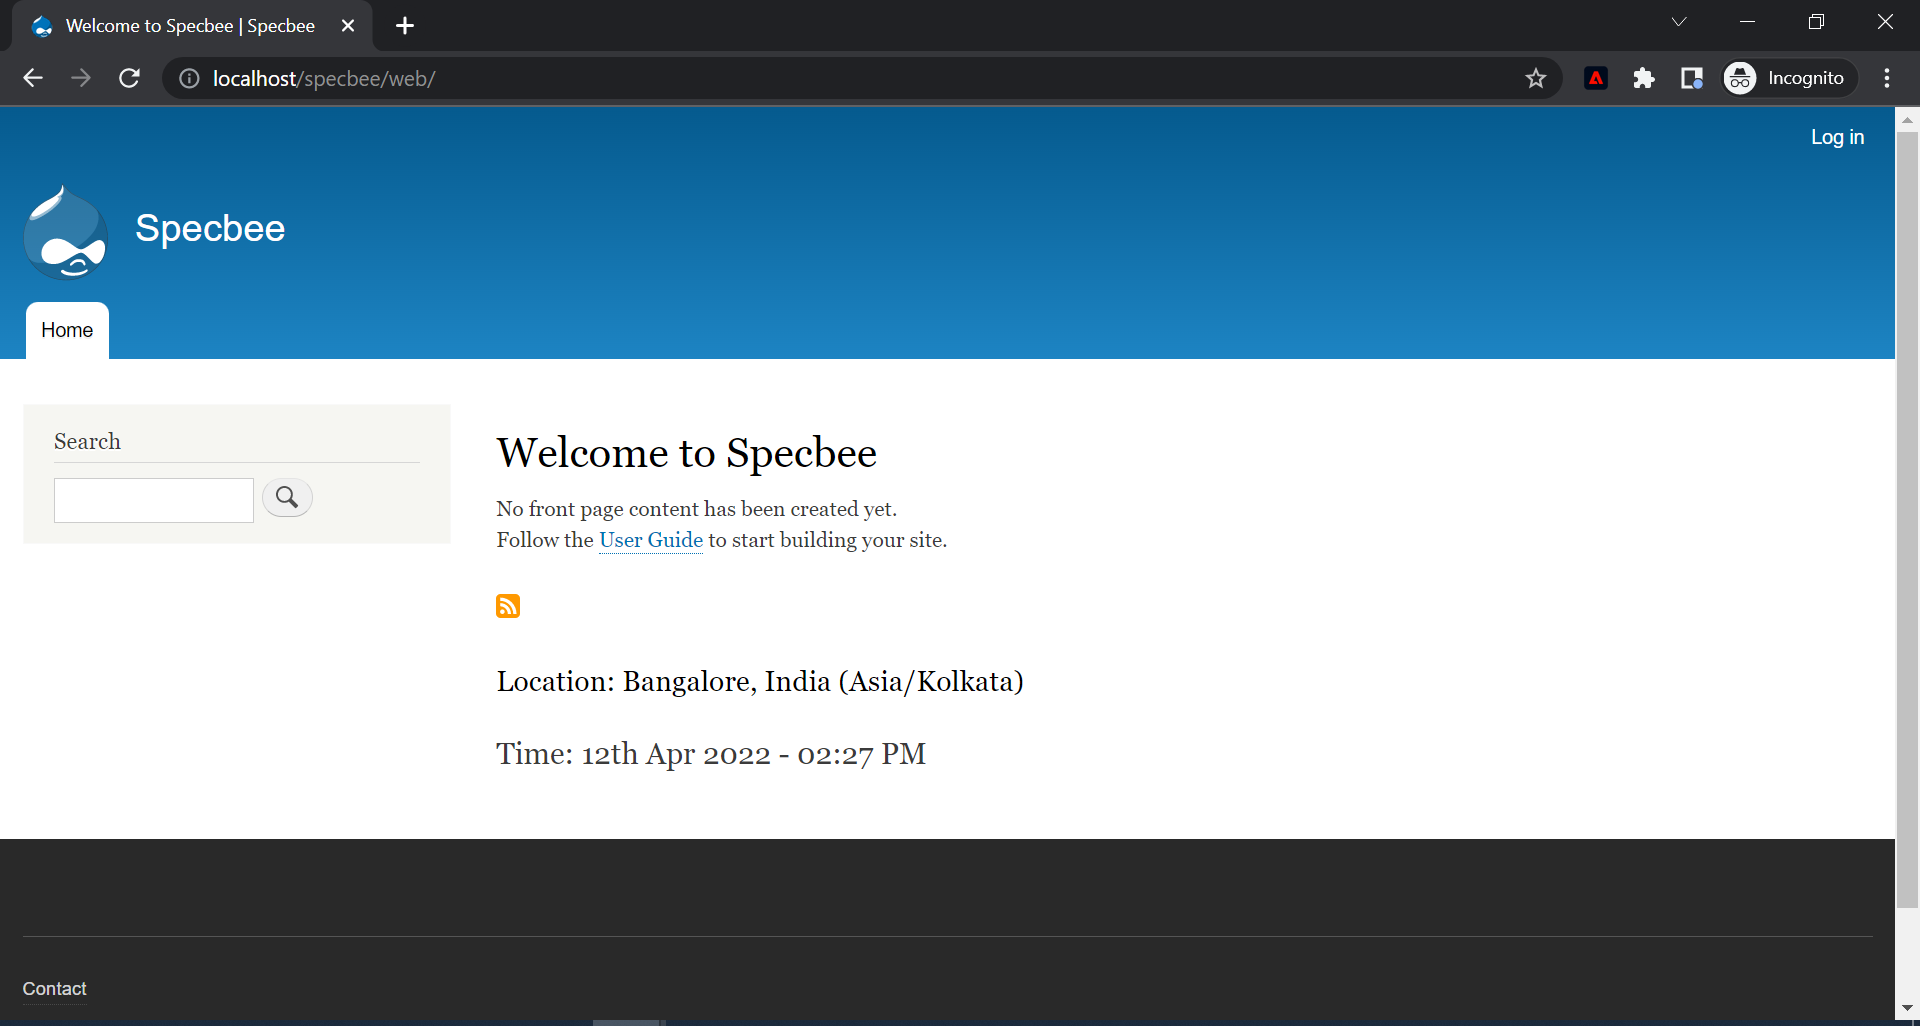 Welcome to Specbee | Specbee
localhost/specbee/web/
Incognito
Log in
Specbee
Home
Search
Welcome to Specbee
No front page content has been created yet.
Follow the User Guide to start building your site.
Location: Bangalore, India (Asia/Kolkata)
Time: 12th Apr 2022 - 02:27 PM
Contact